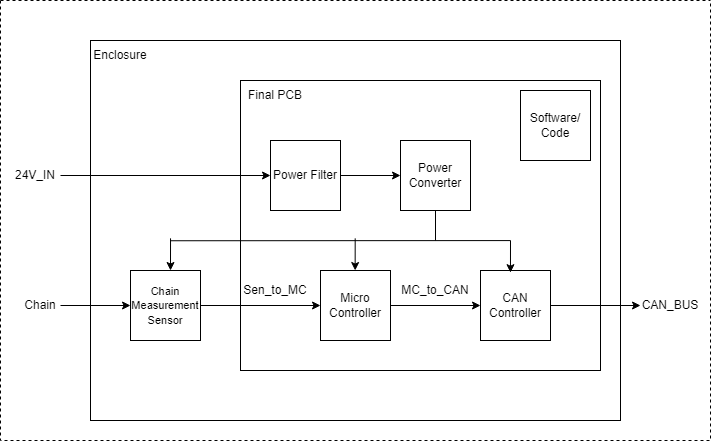 Enclosure
Final PCB
Software/
Code
24V_IN
Power Filter
Power
Converter
Chain
Chain
Measurement
Sensor
Sen_to_MC
Micro
Controller
MC_to_CAN
CAN
Controller
CAN_BUS